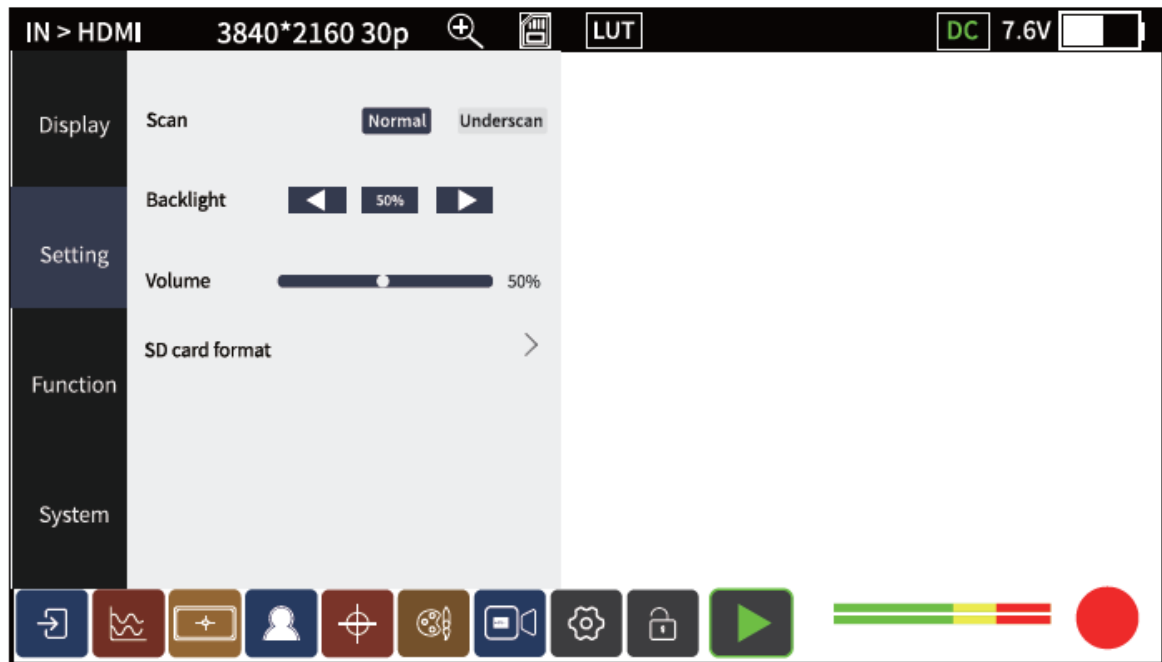 IN > HDMI 3840*2160 30p LUT DC 7.6V
Display
Setting
Function
System
Scan Normal Underscan
Backlight 50%
Volume 50%
SD card format